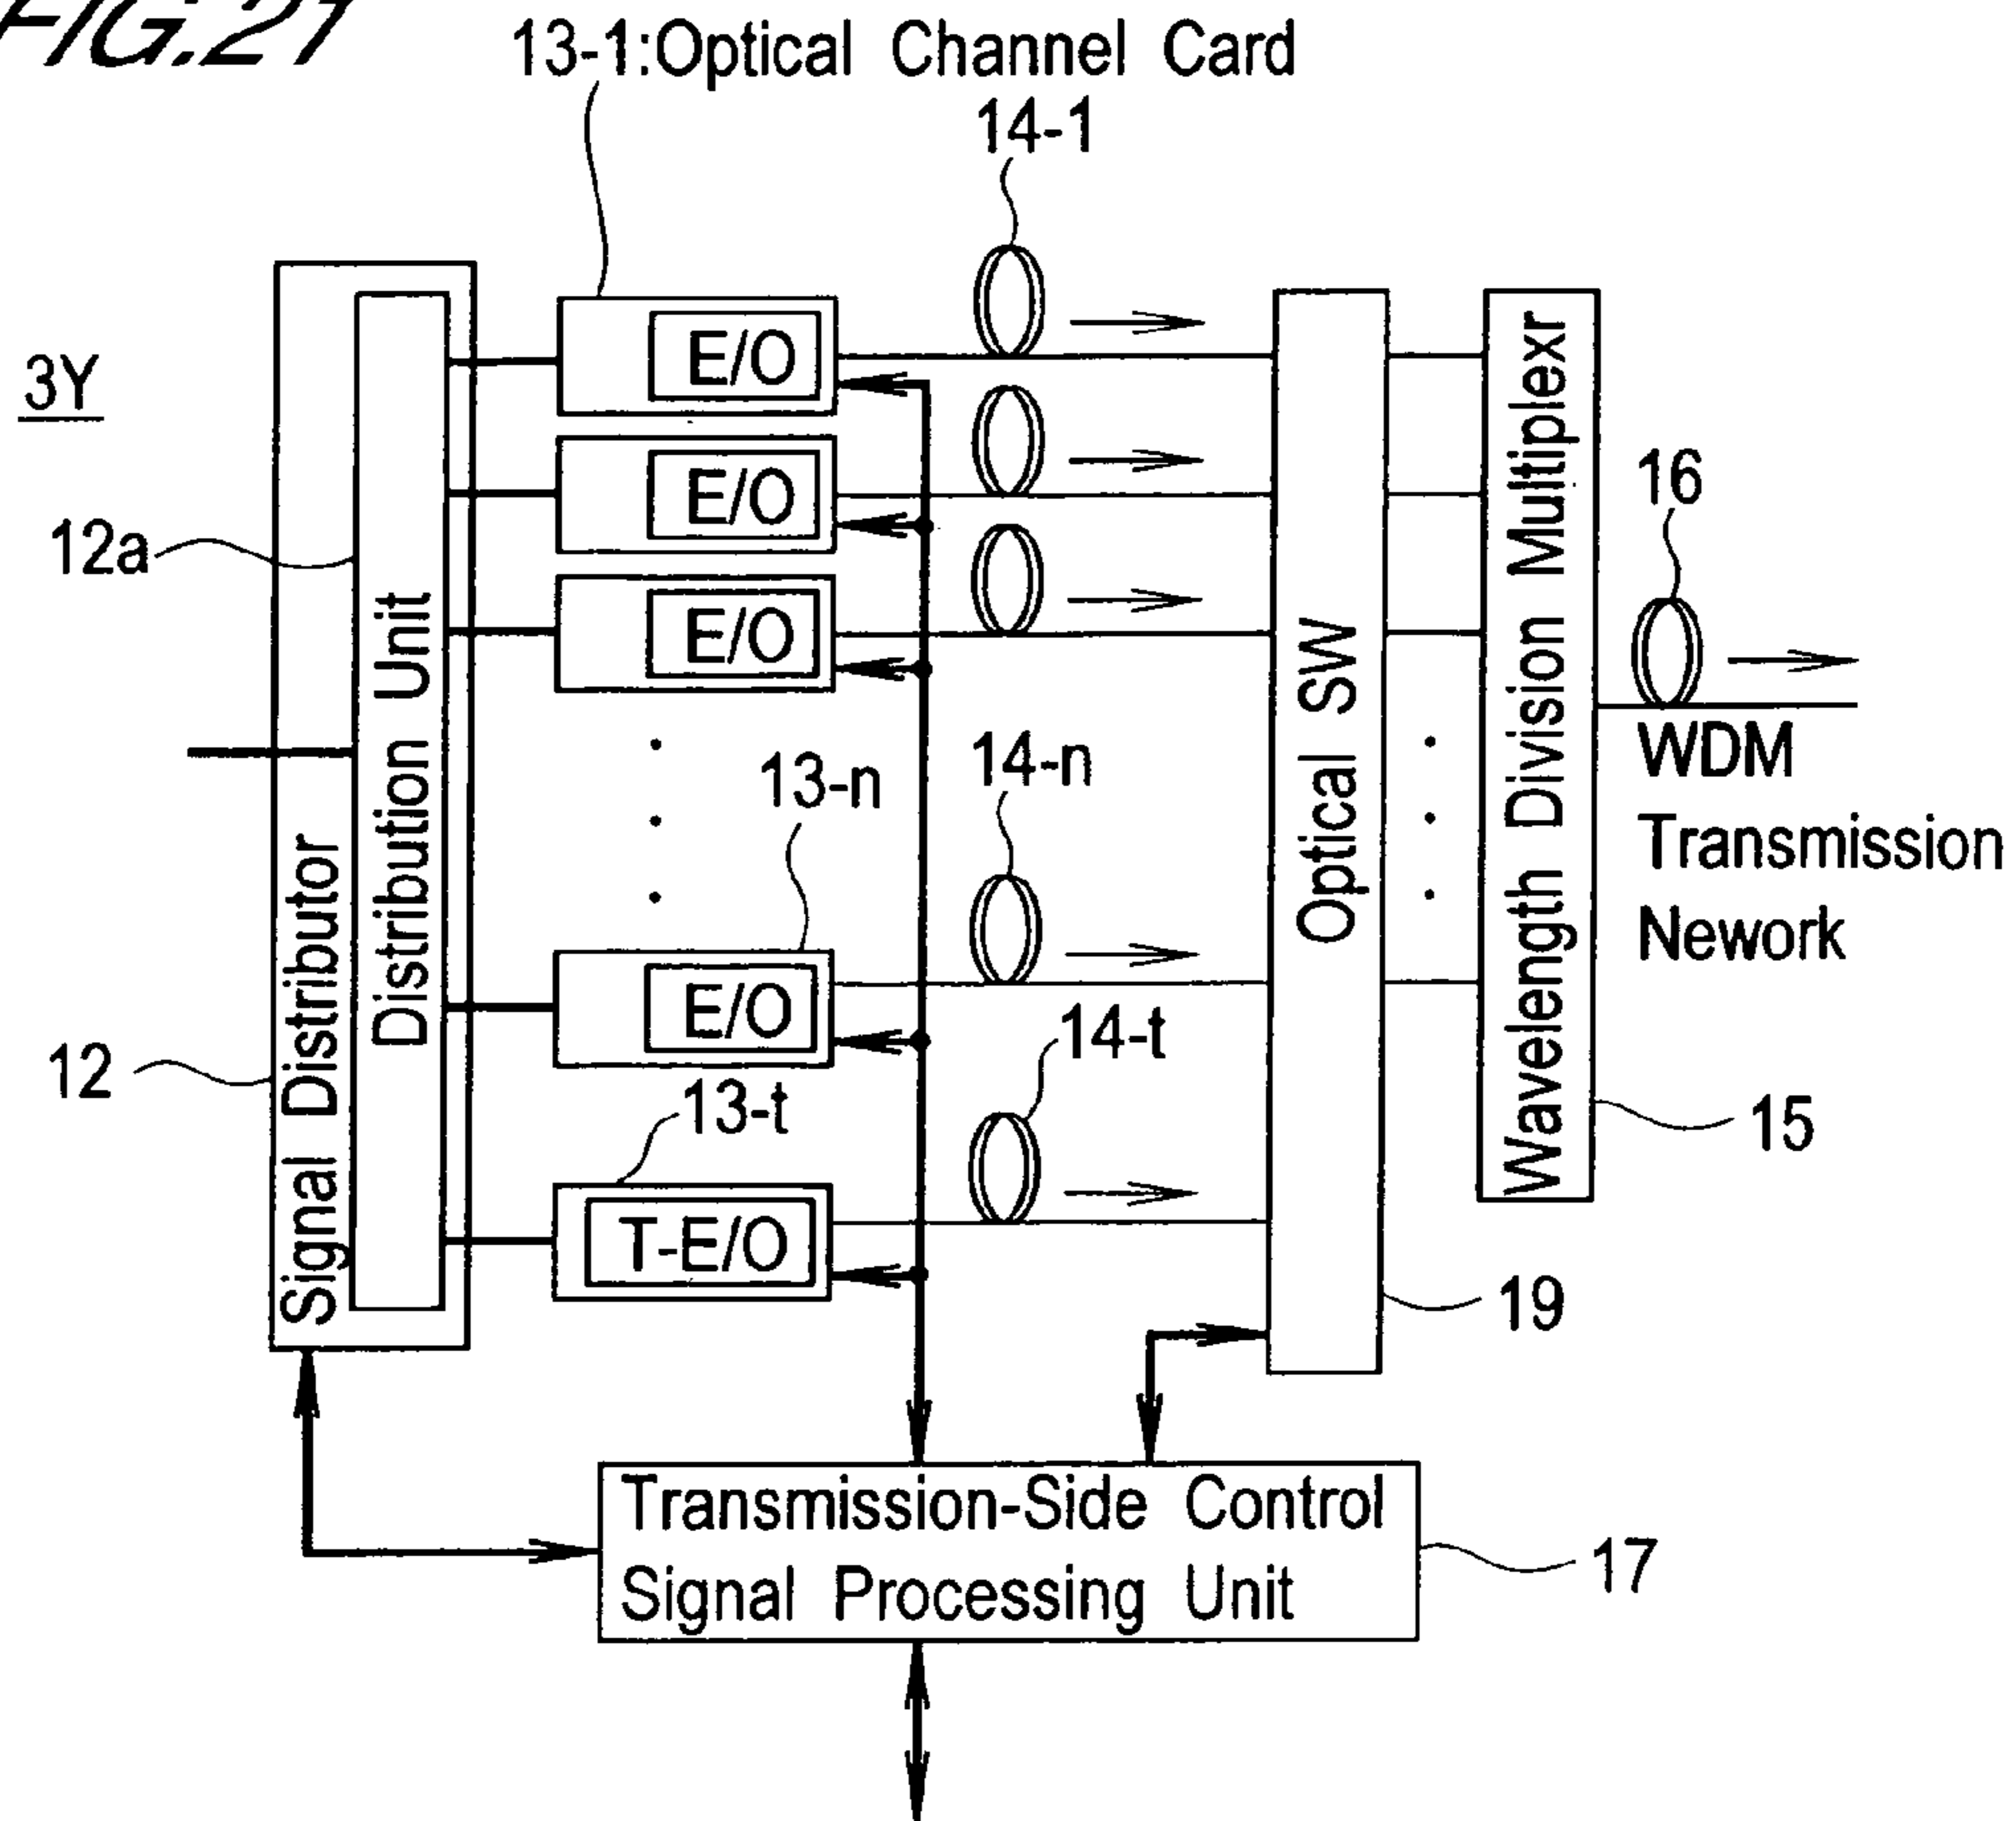 FIG.21
13-1:Optical Channel Card
14-1
3Y
E/O
E/O
E/O
12a
16
Signal Distributor
Distribution Unit
Optical SW
Wavelength Division Multiplexr
WDM
Transmission
Nework
13-n
14-n
E/O
12
13-t
14-t
15
T-E/O
19
Transmission-Side Control
Signal Processing Unit
17